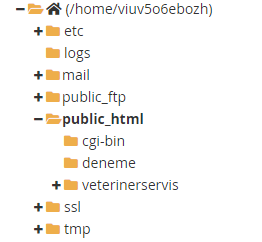 (/home/viuv5o6ebozh)
etc
logs
mail
public_ftp
public_html
cgi-bin
deneme
veterinerservis
ssl
tmp